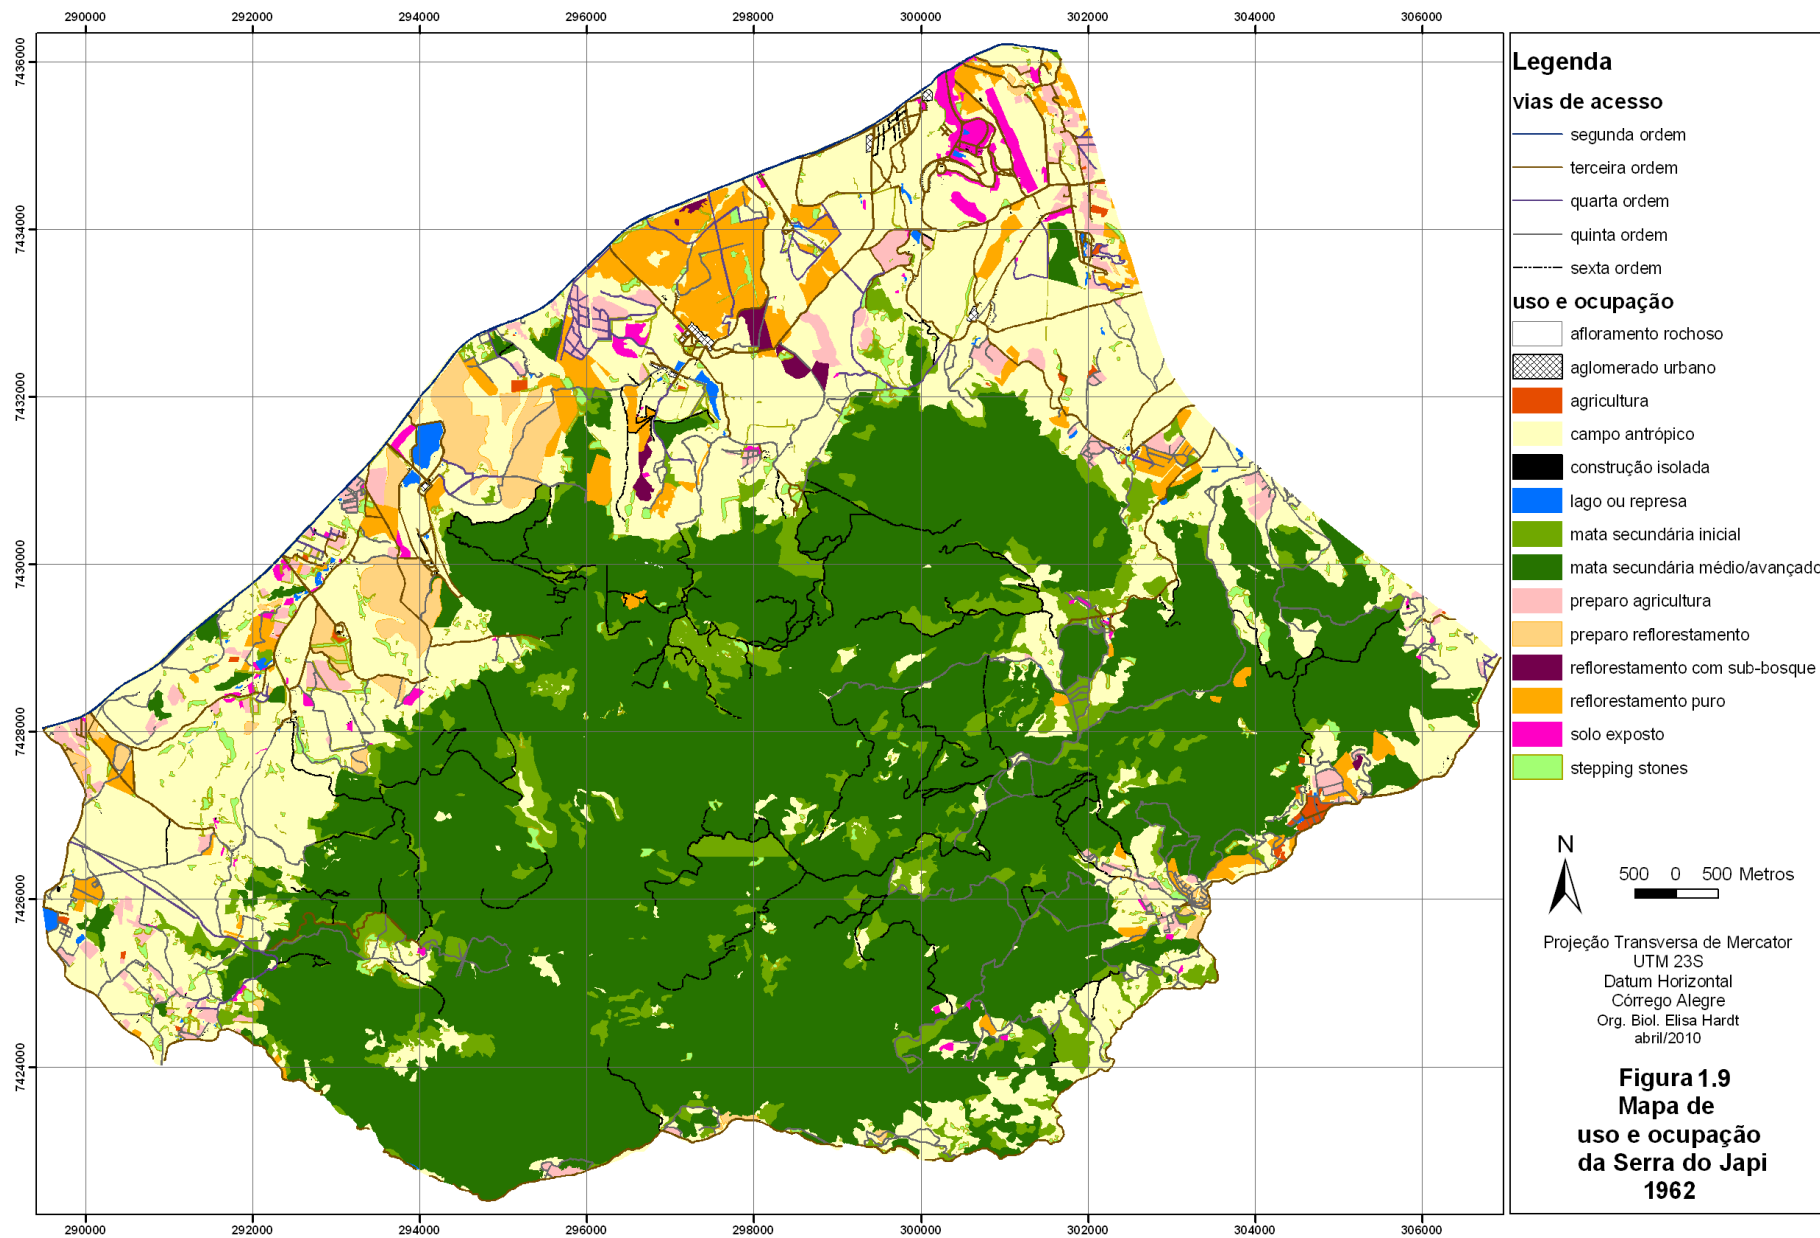 290000 292000 294000 296000 298000 300000 302000 304000 306000
7436000
7434000
7432000
7430000
7428000
7426000
7424000
290000 292000 294000 296000 298000 300000 302000 304000 306000
Legenda
vias de acesso
segunda ordem
terceira ordem
quarta ordem
quinta ordem
sexta ordem
uso e ocupação
afloramento rochoso
aglomerado urbano
agricultura
campo antrópico
construção isolada
lago ou represa
mata secundária inicial
mata secundária médio/avançado
preparo agricultura
preparo reflorestamento
reflorestamento com sub-bosque
reflorestamento puro
solo exposto
stepping stones
N
500 0 500 Metros
Projeção Transversa de Mercator
UTM 23S
Datum Horizontal
Córrego Alegre
Org. Biol. Elisa Hardt
abril/2010
Figura 1.9
Mapa de
uso e ocupação
da Serra do Japi
1962